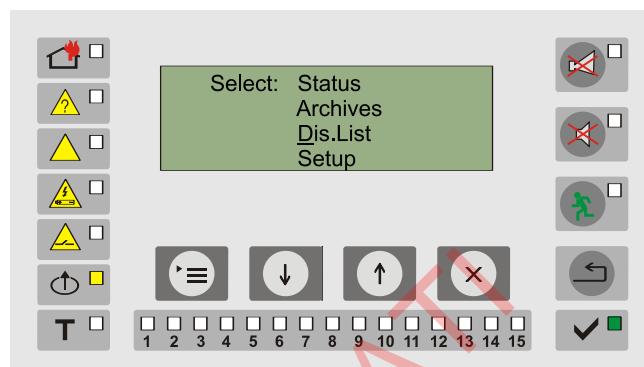 Select: Status
Archives
Dis.List
Setup
?
T
1 2 3 4 5 6 7 8 9 10 11 12 13 14 15
ATI